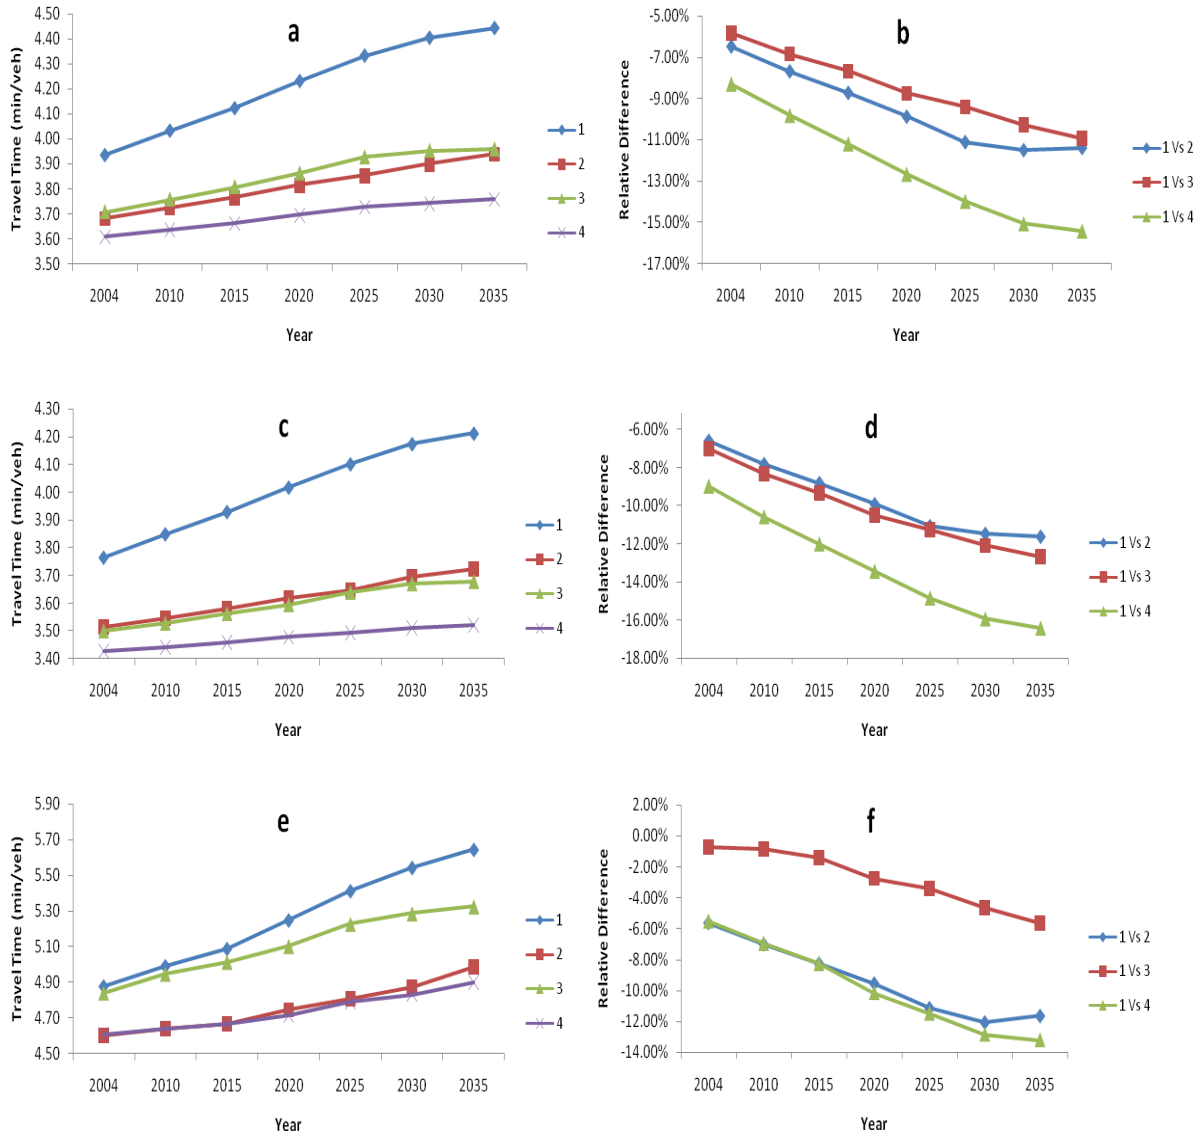 a
Travel Time (min/veh)
4.50
4.40
4.30
4.20
4.10
4.00
3.90
3.80
3.70
3.60
3.50
2004 2010 2015 2020 2025 2030 2035
Year
1
2
3
4
b
Relative Difference
-5.00%
-7.00%
-9.00%
-11.00%
-13.00%
-15.00%
-17.00%
2004 2010 2015 2020 2025 2030 2035
Year
1 Vs 2
1 Vs 3
1 Vs 4
c
Travel Time (min/veh)
4.30
4.20
4.10
4.00
3.90
3.80
3.70
3.60
3.50
3.40
2004 2010 2015 2020 2025 2030 2035
Year
1
2
3
4
d
Relative Difference
-6.00%
-8.00%
-10.00%
-12.00%
-14.00%
-16.00%
-18.00%
2004 2010 2015 2020 2025 2030 2035
Year
1 Vs 2
1 Vs 3
1 Vs 4
e
Travel Time (min/veh)
5.90
5.70
5.50
5.30
5.10
4.90
4.70
4.50
2004 2010 2015 2020 2025 2030 2035
Year
1
2
3
4
f
Relative Difference
2.00%
0.00%
-2.00%
-4.00%
-6.00%
-8.00%
-10.00%
-12.00%
-14.00%
2004 2010 2015 2020 2025 2030 2035
Year
1 Vs 2
1 Vs 3
1 Vs 4